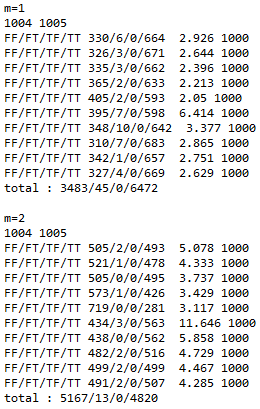 m=1
1004 1005
FF/FT/TF/TT 330/6/0/664  2.926 1000
FF/FT/TF/TT 326/3/0/671  2.644 1000
FF/FT/TF/TT 335/3/0/662  2.396 1000
FF/FT/TF/TT 365/2/0/633  2.213 1000
FF/FT/TF/TT 405/2/0/593  2.05 1000
FF/FT/TF/TT 395/7/0/598  6.414 1000
FF/FT/TF/TT 348/10/0/642  3.377 1000
FF/FT/TF/TT 310/7/0/683  2.865 1000
FF/FT/TF/TT 342/1/0/657  2.751 1000
FF/FT/TF/TT 327/4/0/669  2.629 1000
total : 3483/45/0/6472

m=2
1004 1005
FF/FT/TF/TT 505/2/0/493  5.078 1000
FF/FT/TF/TT 521/1/0/478  4.333 1000
FF/FT/TF/TT 505/0/0/495  3.737 1000
FF/FT/TF/TT 573/1/0/426  3.429 1000
FF/FT/TF/TT 719/0/0/281  3.117 1000
FF/FT/TF/TT 434/3/0/563  11.646 1000
FF/FT/TF/TT 438/0/0/562  5.858 1000
FF/FT/TF/TT 482/2/0/516  4.729 1000
FF/FT/TF/TT 499/2/0/499  4.467 1000
FF/FT/TF/TT 491/2/0/507  4.285 1000
total : 5167/13/0/4820